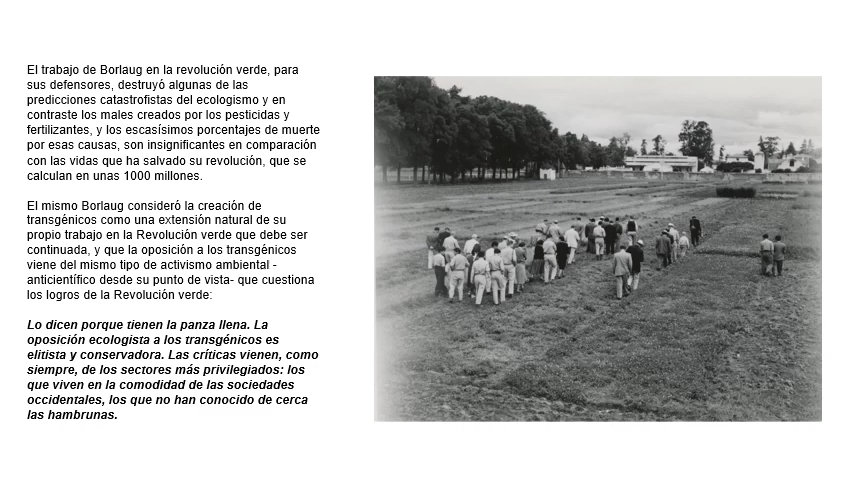 El trabajo de Borlaug en la revolución verde, para
sus defensores, destruyó algunas de las
predicciones catastrofistas del ecologismo y en
contraste los males creados por los pesticidas y
fertilizantes, y los escasísimos porcentajes de muerte
por esas causas, son insignificantes en comparación
con las vidas que ha salvado su revolución, que se
calculan en unas 1000 millones.
El mismo Borlaug consideró la creación de
transgénicos como una extensión natural de su
propio trabajo en la Revolución verde que debe ser
continuada, y que la oposición a los transgénicos
viene del mismo tipo de activismo ambiental -
anticientífico desde su punto de vista- que cuestiona
los logros de la Revolución verde:
Lo dicen porque tienen la panza llena. La
oposición ecologista a los transgénicos es
elitista y conservadora. Las críticas vienen, como
siempre, de los sectores más privilegiados: los
que viven en la comodidad de las sociedades
occidentales, los que no han conocido de cerca
las hambrunas.